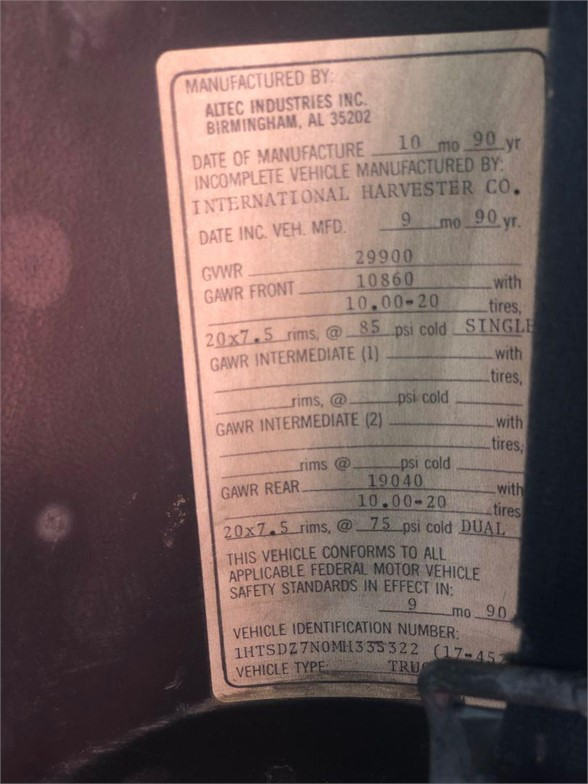 MANUFACTURED BY:
ALTEC INDUSTRIES INC.
BIRMINGHAM, AL 35202
DATE OF MANUFACTURE 10 mo 90 yr
INCOMPLETE VEHICLE MANUFACTURED BY:
INTERNATIONAL HARVESTER CO.
DATE INC. VEH. MFD. 9 mo 90 yr.
GVWR 29900
GAWR FRONT 10860 with
10.00-20 tires,
20x7.5 rims, @ 85 psi cold SINGLE
GAWR INTERMEDIATE (1) with
tires,
rims, @ psi cold
GAWR INTERMEDIATE (2) with
tires,
rims @ psi cold
GAWR REAR 19040 with
10.00-20 tires
20x7.5 rims, @ 75 psi cold DUAL
THIS VEHICLE CONFORMS TO ALL
APPLICABLE FEDERAL MOTOR VEHICLE
SAFETY STANDARDS IN EFFECT IN:
9 mo 90
VEHICLE IDENTIFICATION NUMBER:
1HTSDZ7N0MH335322
VEHICLE TYPE: